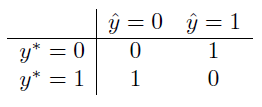 ŷ = 0 ŷ = 1
y* = 0 0 1
y* = 1 1 0